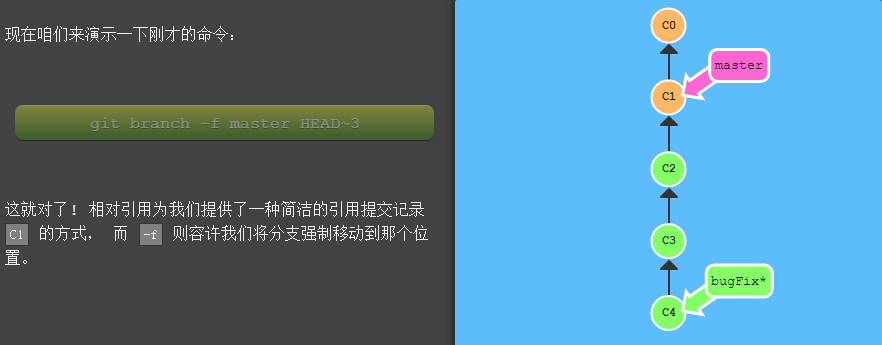 现在咱们来演示一下刚才的命令：
git branch -f master HEAD~3
这就对了！相对引用为我们提供了一种简洁的引用提交记录
C1 的方式， 而 -f 则容许我们将分支强制移动到那个位
置。
C0
master
C1
C2
C3
bugFix*
C4